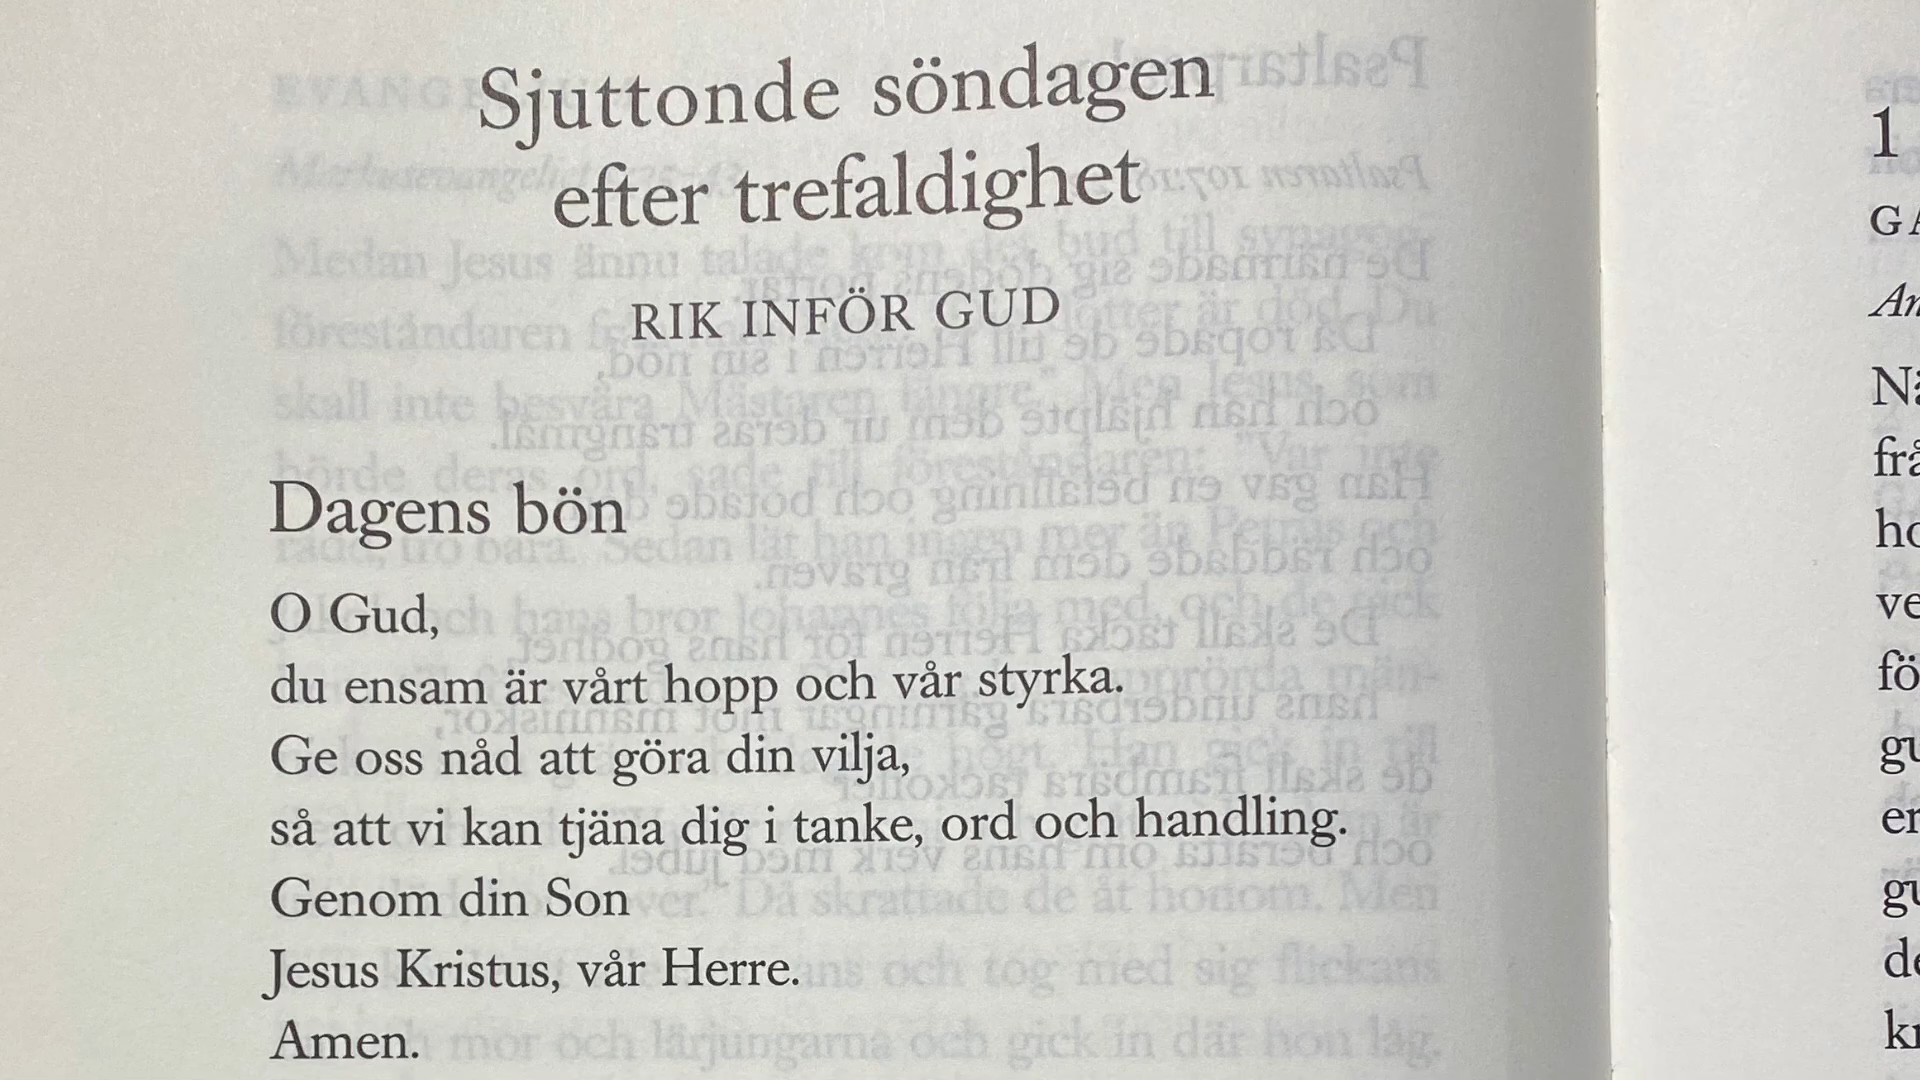 Sjuttonde söndagen
efter trefaldighet
RIK INFÖR GUD
Dagens bön
O Gud,
du ensam är vårt hopp och vår styrka.
Ge oss nåd att göra din vilja,
så att vi kan tjäna dig i tanke, ord och handling.
Genom din Son
Jesus Kristus, vår Herre.
Amen.
1